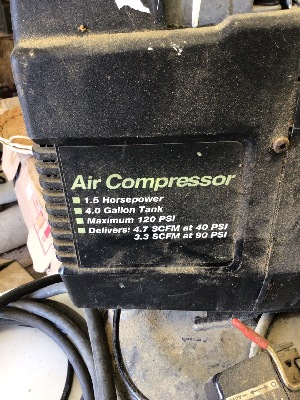 Air Compressor
1.5 Horsepower
4.0 Gallon Tank
Maximum 120 PSI
Delivers: 4.7 SCFM at 40 PSI
3.3 SCFM at 90 PSI